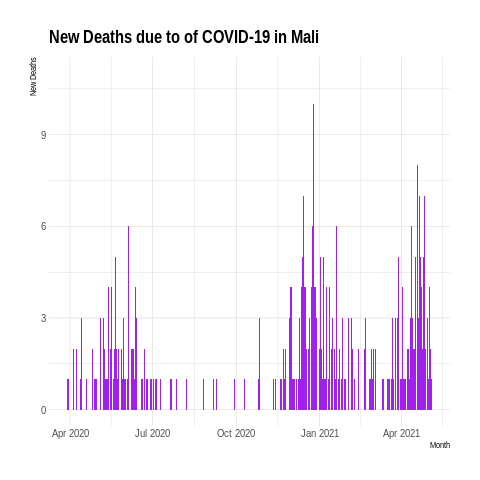 New Deaths due to of COVID-19 in Mali
New Deaths
9
6
3
0
Apr 2020 Jul 2020 Oct 2020 Jan 2021 Apr 2021
Month